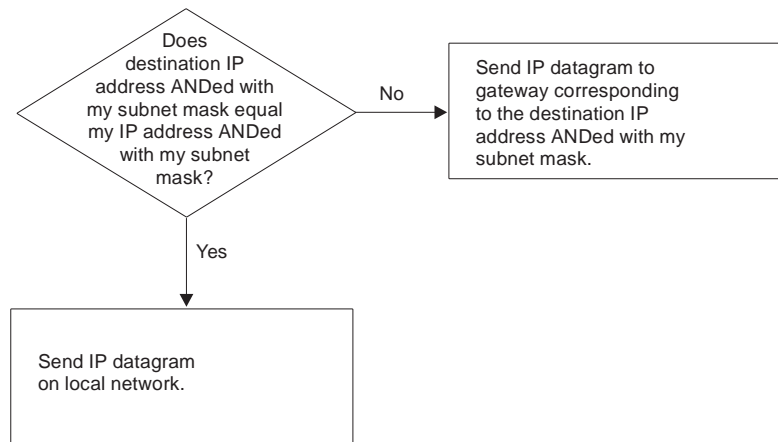 Does
destination IP
address ANDed with
my subnet mask equal
my IP address ANDed
with my subnet
mask?
No
Send IP datagram to
gateway corresponding
to the destination IP
address ANDed with my
subnet mask.
Yes
Send IP datagram
on local network.